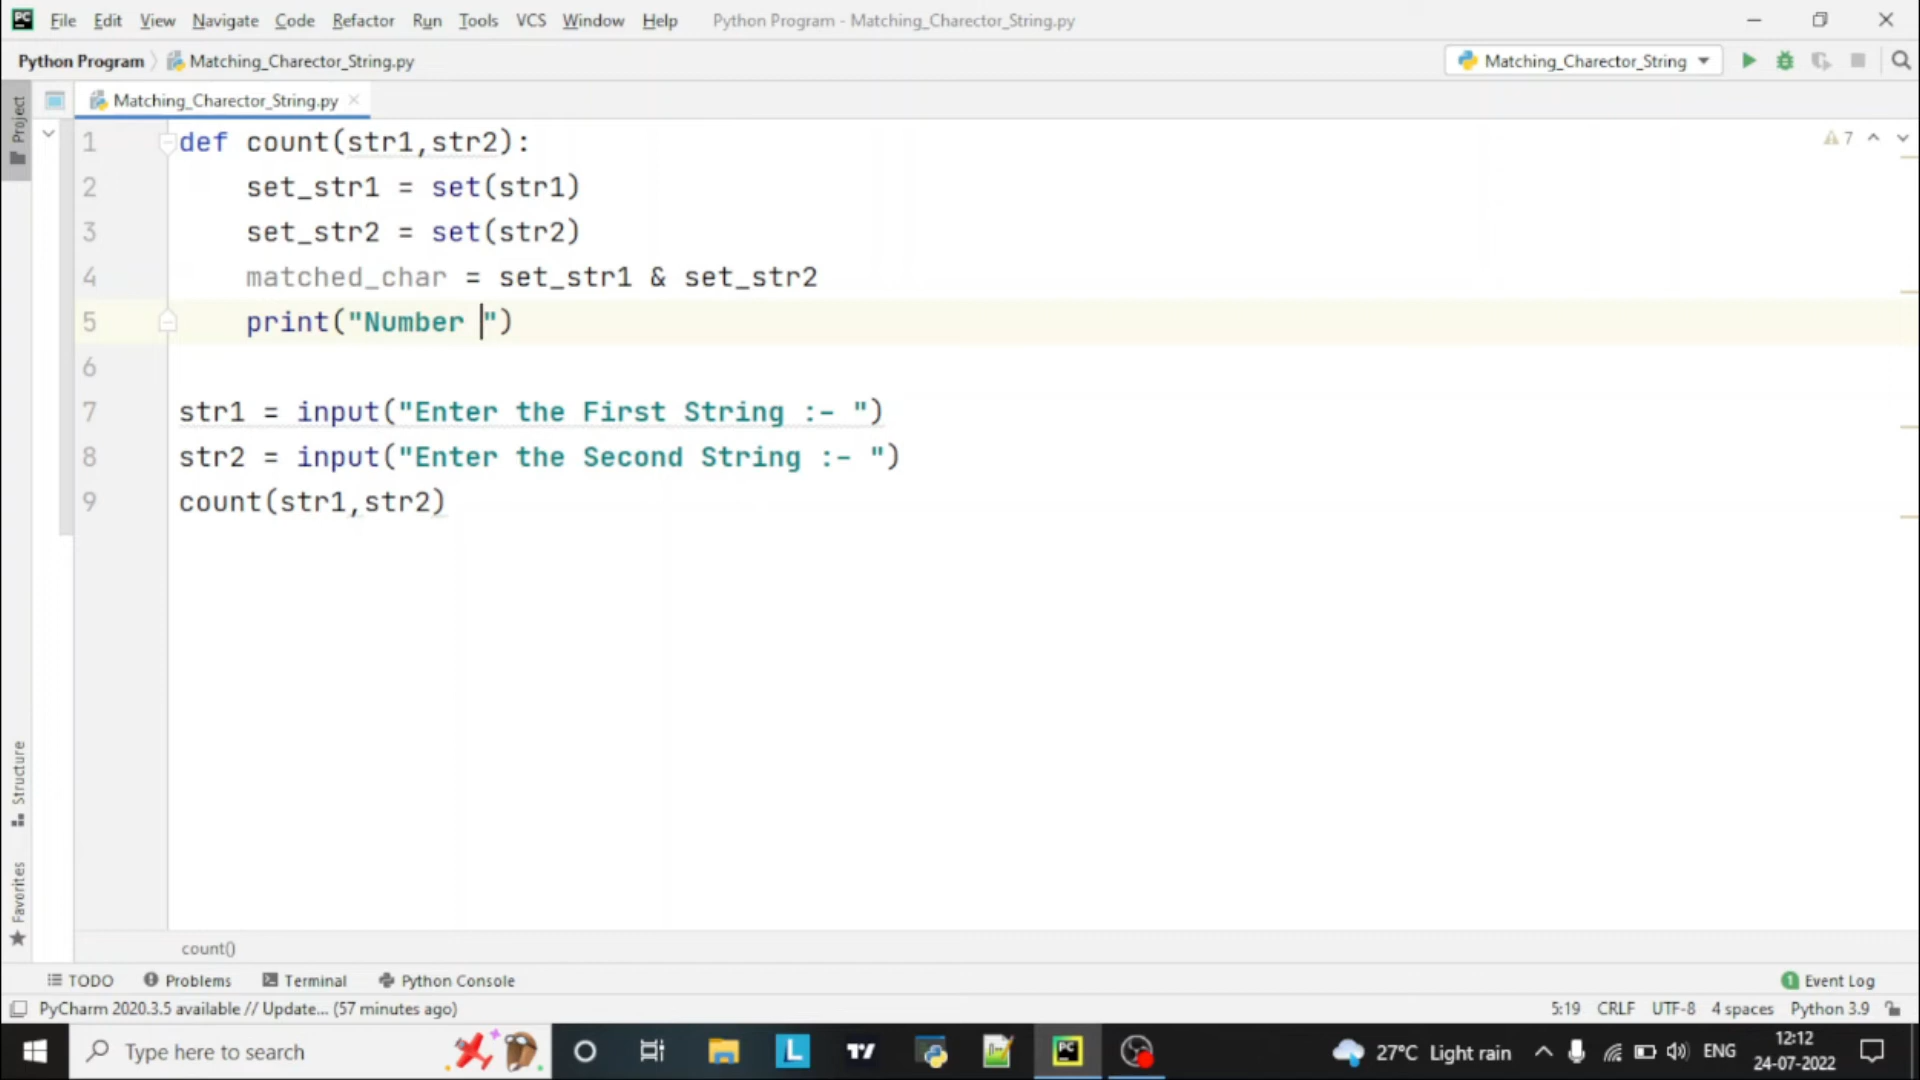 PC File Edit View Navigate Code Refactor Run Tools VCS Window Help Python Program - Matching_Charector_String.py
Python Program Matching_Charector_String.py Matching_Charector_String
Project Matching_Charector_String.py
1 def count(str1,str2): 7
2 set_str1 = set(str1)
3 set_str2 = set(str2)
4 matched_char = set_str1 & set_str2
5 print("Number ")
6
7 str1 = input("Enter the First String :- ")
8 str2 = input("Enter the Second String :- ")
9 count(str1,str2)
Structure
Favorites
count()
TODO Problems Terminal Python Console 1 Event Log
PyCharm 2020.3.5 available // Update... (57 minutes ago) 5:19 CRLF UTF-8 4 spaces Python 3.9
Type here to search L PC 27°C Light rain ENG 12:12
24-07-2022